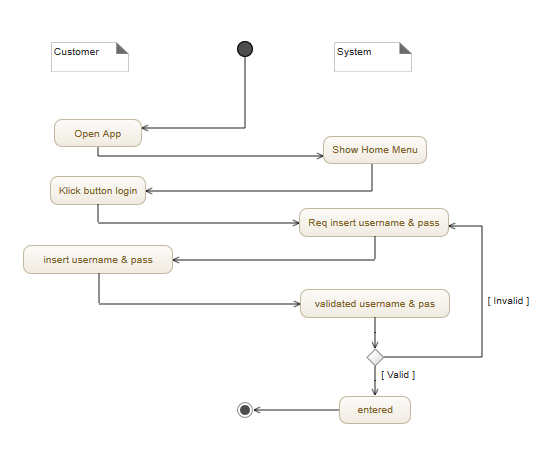 Customer
System
Open App
Show Home Menu
Klick button login
Req insert username & pass
insert username & pass
validated username & pas
[ Invalid ]
[ Valid ]
entered